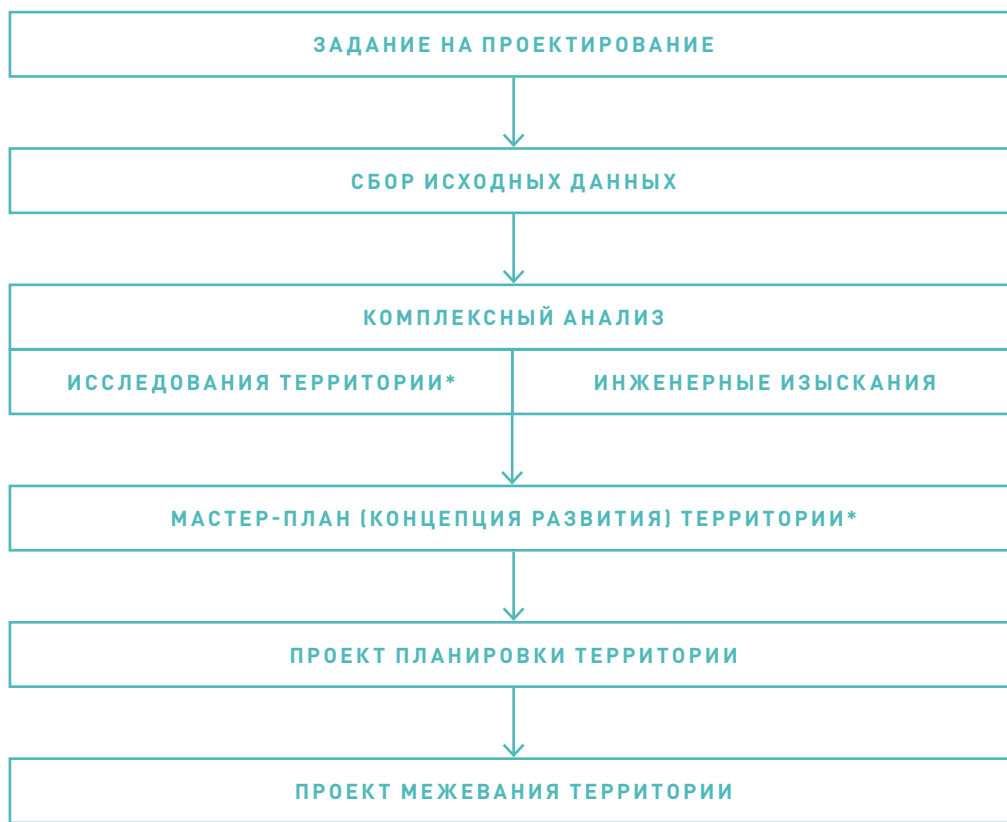 ЗАДАНИЕ НА ПРОЕКТИРОВАНИЕ
СБОР ИСХОДНЫХ ДАННЫХ
КОМПЛЕКСНЫЙ АНАЛИЗ
ИССЛЕДОВАНИЯ ТЕРРИТОРИИ*
ИНЖЕНЕРНЫЕ ИЗЫСКАНИЯ
МАСТЕР-ПЛАН (КОНЦЕПЦИЯ РАЗВИТИЯ) ТЕРРИТОРИИ*
ПРОЕКТ ПЛАНИРОВКИ ТЕРРИТОРИИ
ПРОЕКТ МЕЖЕВАНИЯ ТЕРРИТОРИИ